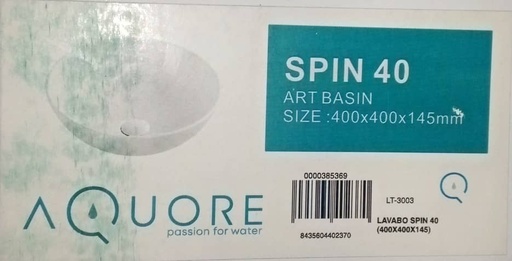 SPIN 40
ART BASIN
SIZE :400x400x145mm
AQUORE
passion for water
0000385369
8435604402370
LT-3003
LAVABO SPIN 40
(400X400X145)